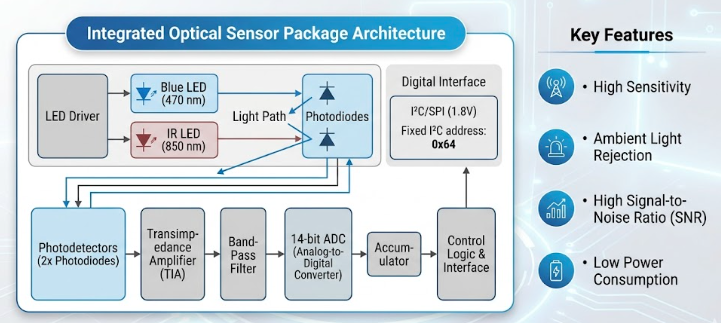 Integrated Optical Sensor Package Architecture
LED Driver
Blue LED
(470 nm)
IR LED
(850 nm)
Light Path
Photodiodes
Digital Interface
I²C/SPI (1.8V)
Fixed I²C address:
0x64
Photodetectors
(2x Photodiodes)
Transimp-
edance
Amplifier
(TIA)
Band-
Pass
Filter
14-bit ADC
(Analog-to-
Digital
Converter)
Accum-
ulator
Control
Logic &
Interface
Key Features
• High Sensitivity
• Ambient Light
Rejection
• High Signal-to-
Noise Ratio (SNR)
• Low Power
Consumption